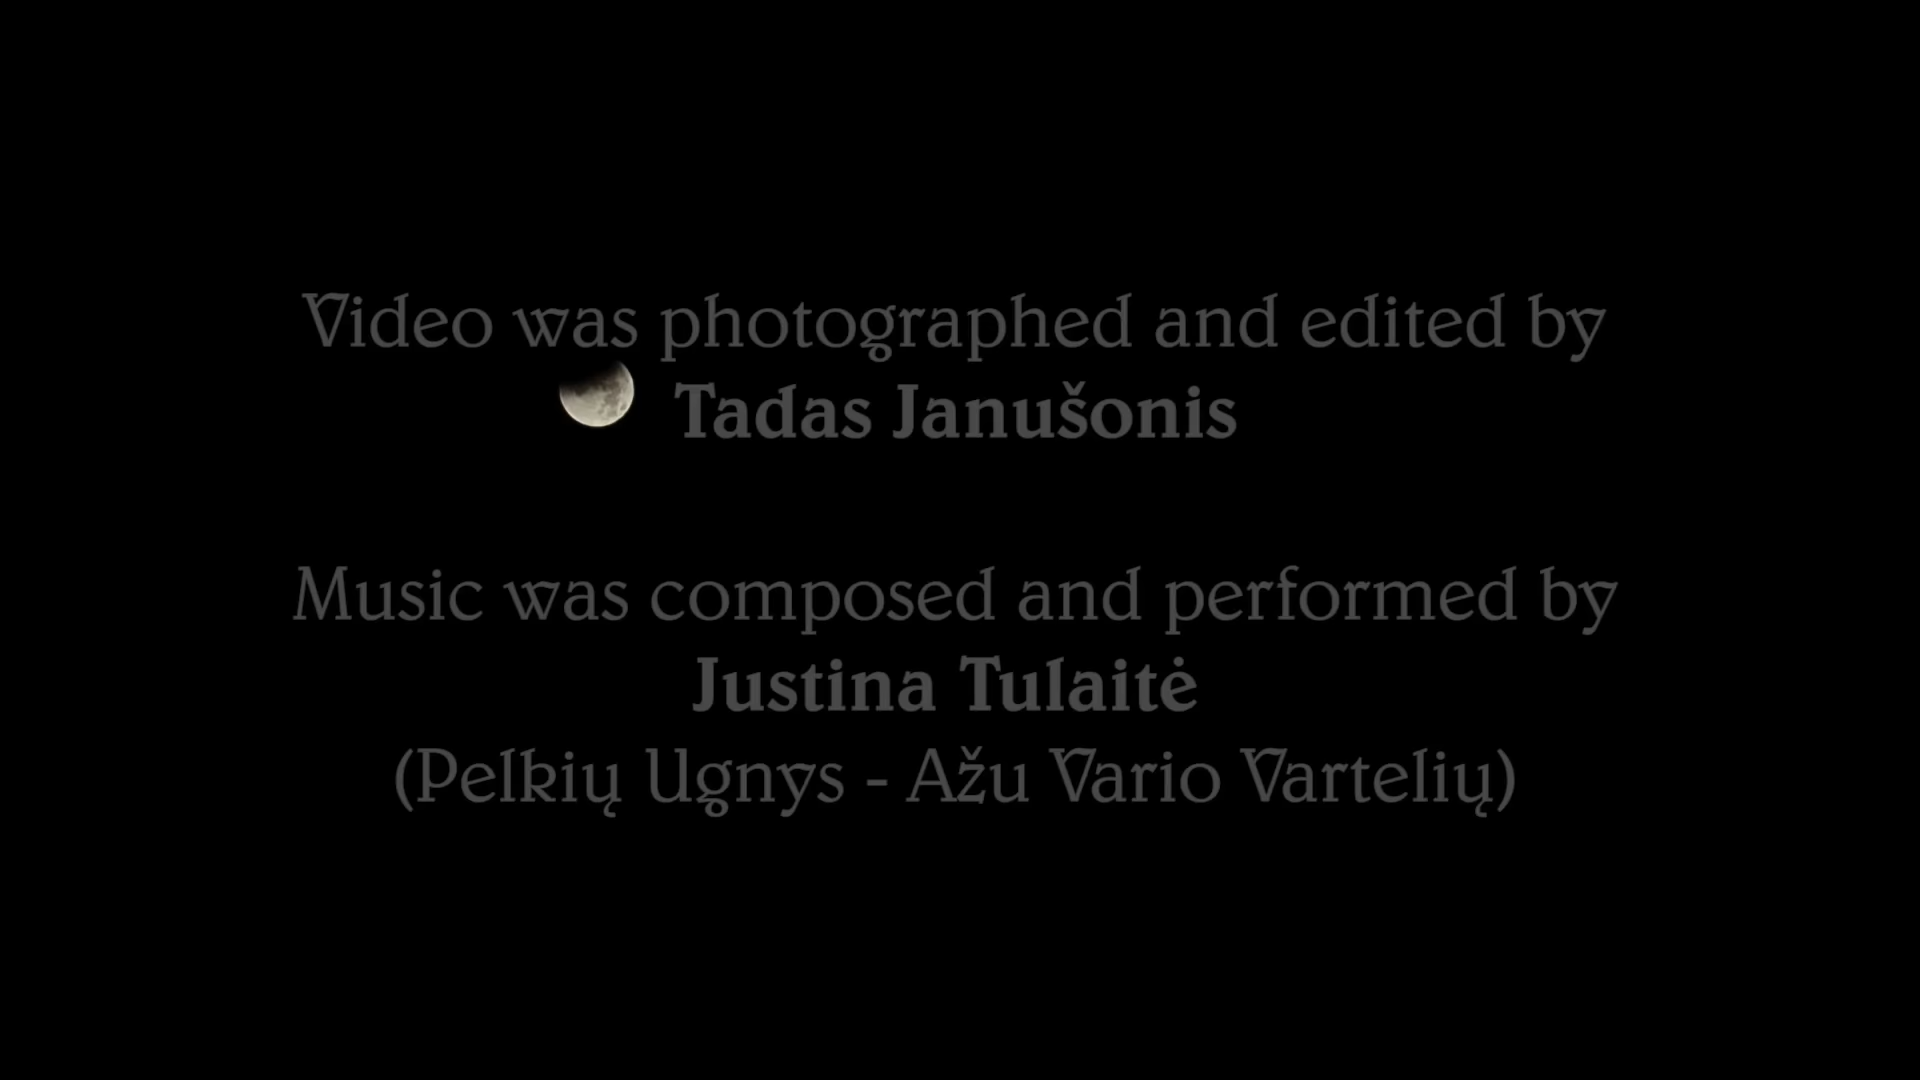 Video was photographed and edited by
Tadas Janušonis
Music was composed and performed by
Justina Tulaitė
(Pelkių Ugnys - Ažu Vario Vartelių)